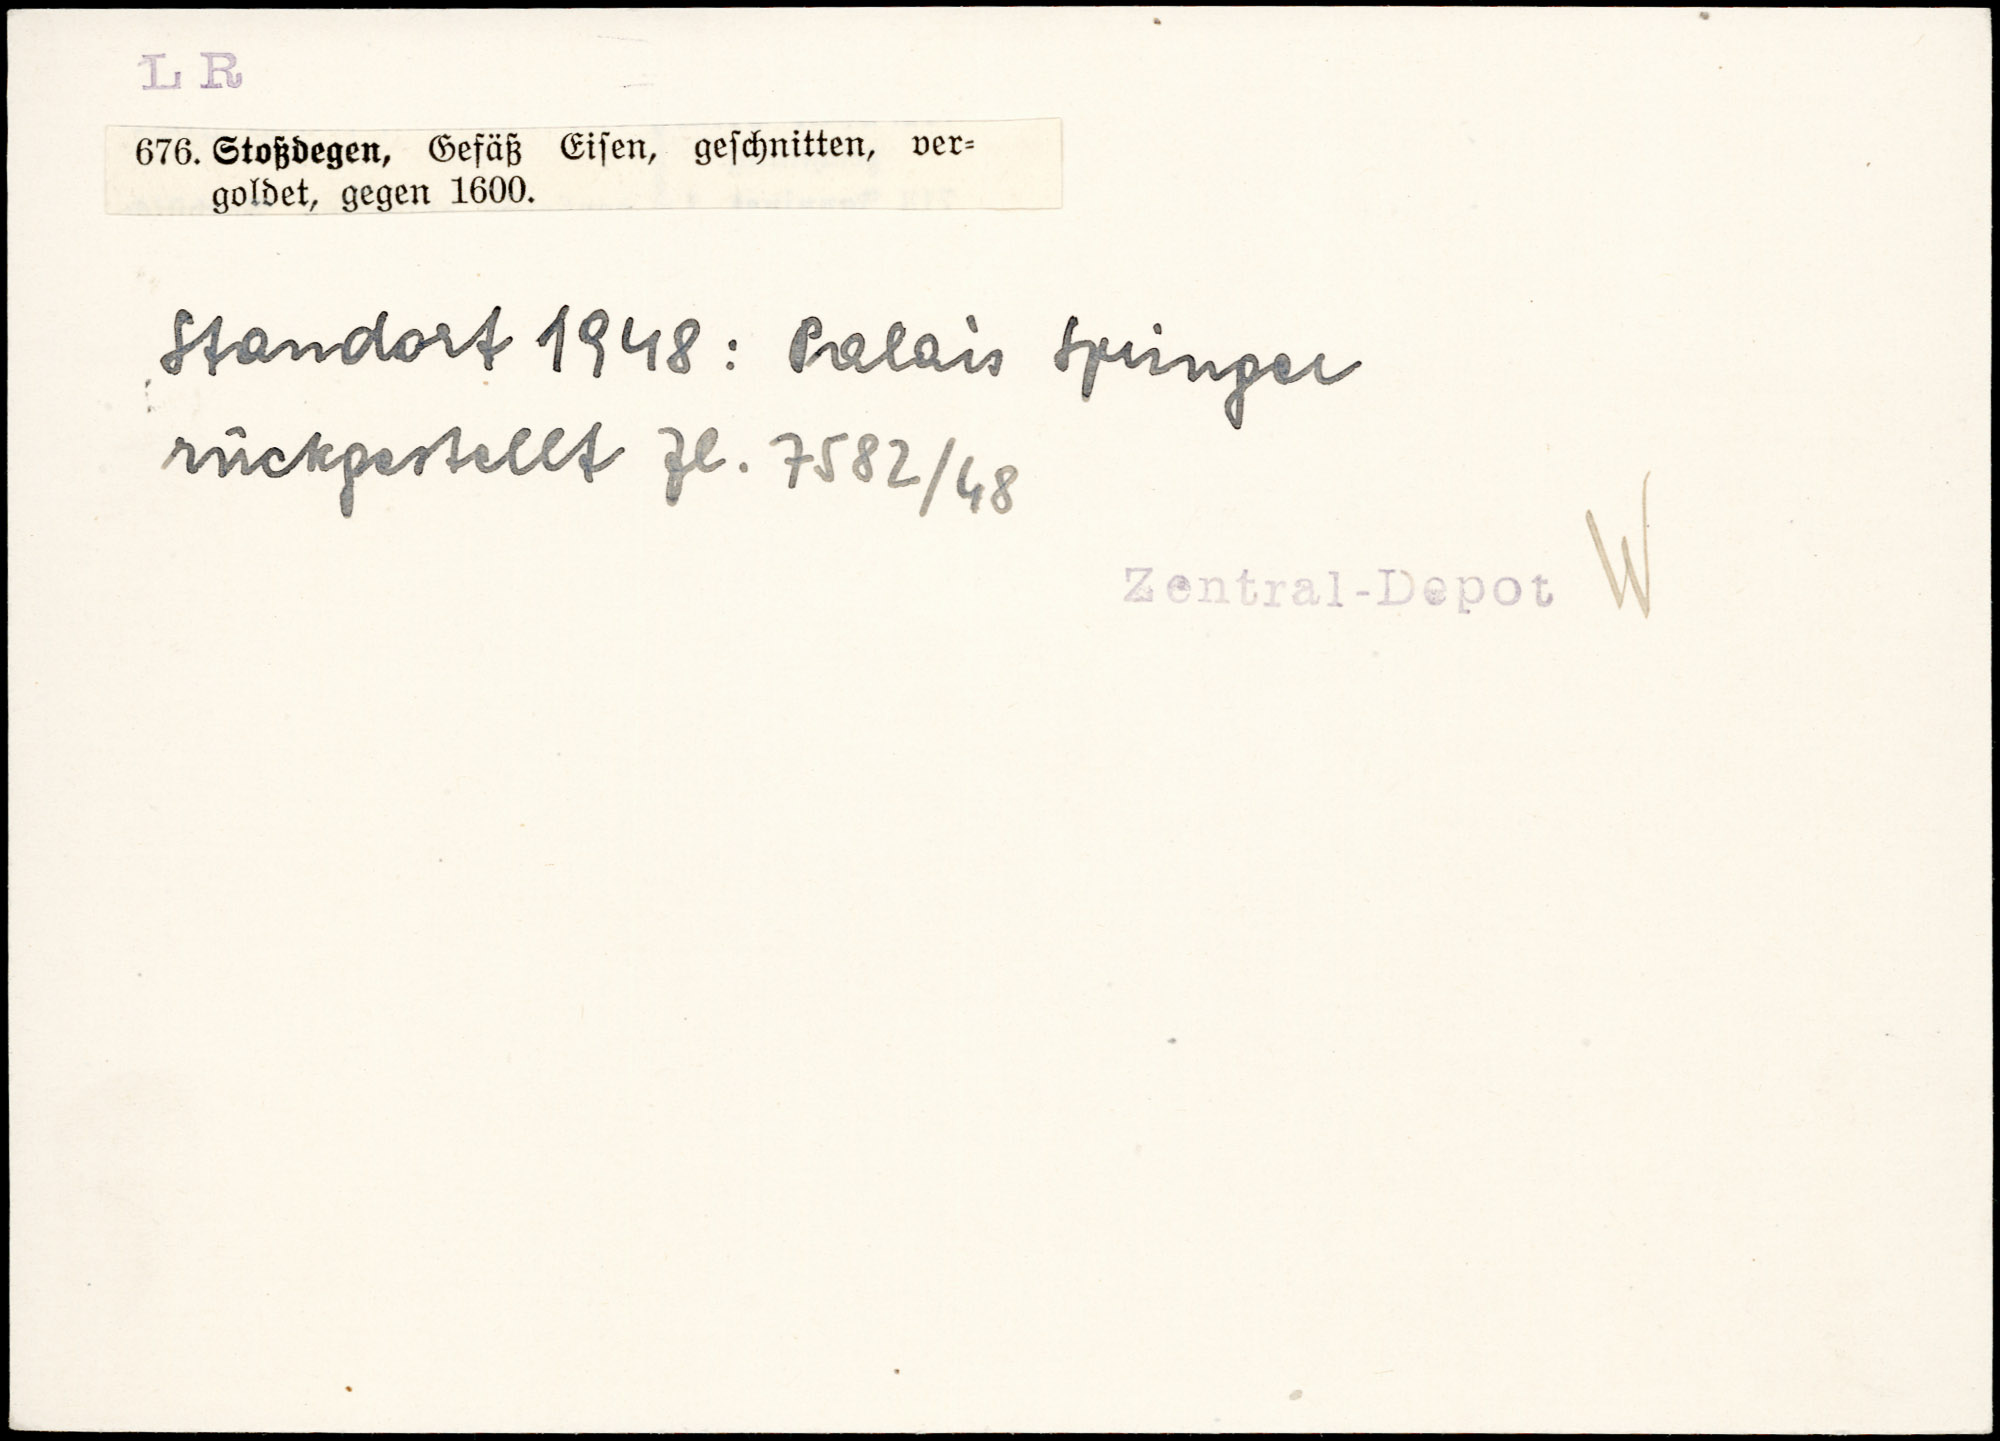 L R
676. Stoßdegen, Gefäß Eisen, geschnitten, ver-
goldet, gegen 1600.
Standort 1948: Palais Springer
rückgestellt Zl. 7582/48
Zentral-Depot W